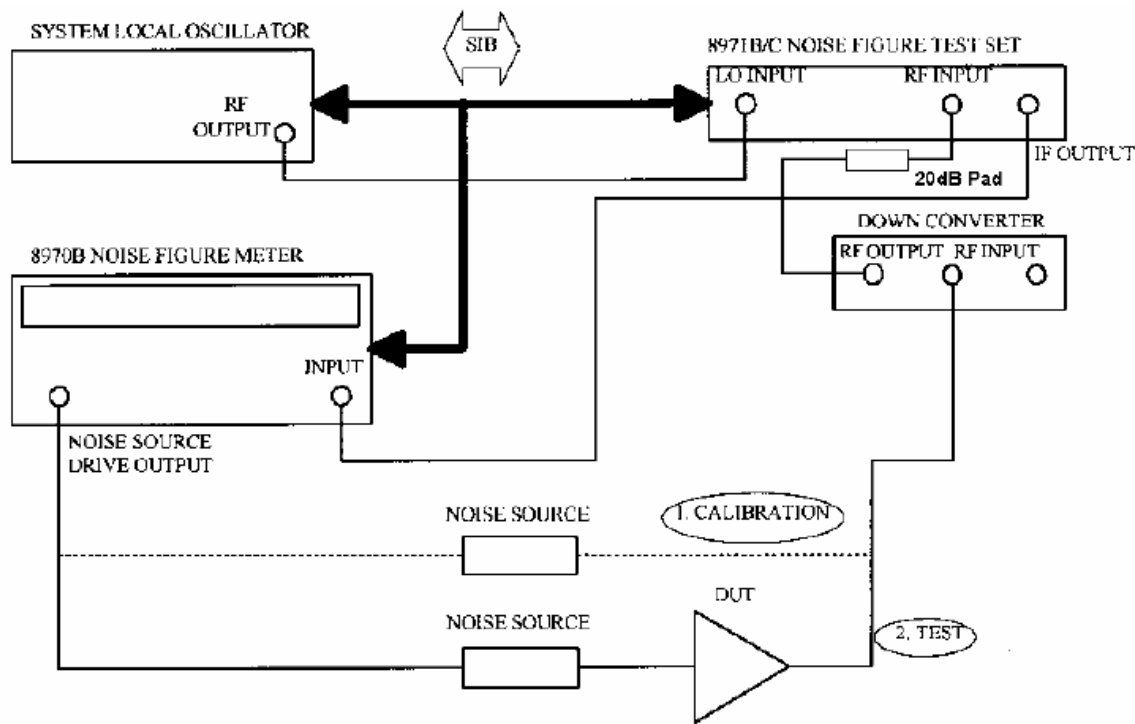 SYSTEM LOCAL OSCILLATOR
SIB
8971B/C NOISE FIGURE TEST SET
LO INPUT
RF INPUT
RF
OUTPUT
IF OUTPUT
20dB Pad
DOWN CONVERTER
8970B NOISE FIGURE METER
RF OUTPUT
RF INPUT
INPUT
NOISE SOURCE
DRIVE OUTPUT
NOISE SOURCE
1. CALIBRATION
DUT
NOISE SOURCE
2, TEST